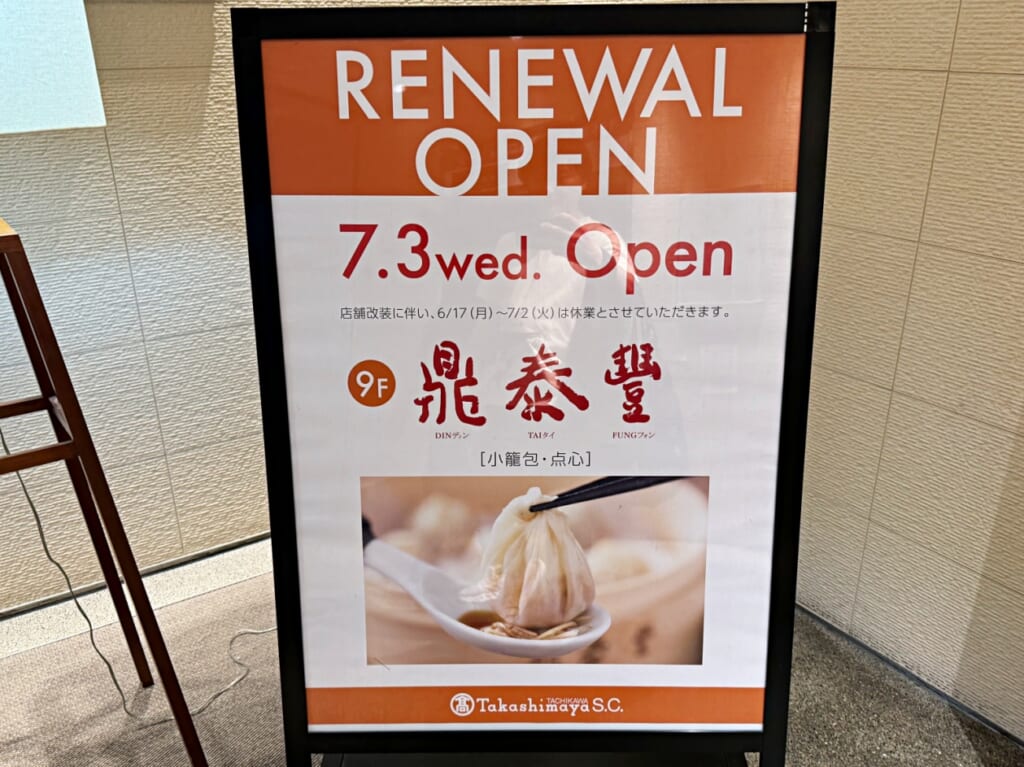 RENEWAL
OPEN
7.3wed. Open
店舗改装に伴い、6/17(月)～7/2(火)は休業とさせていただきます。
9F 鼎 泰 豐
DINディン TAIタイ FUNGフォン
[小籠包・点心]
TACHIKAWA
髙 Takashimaya S.C.